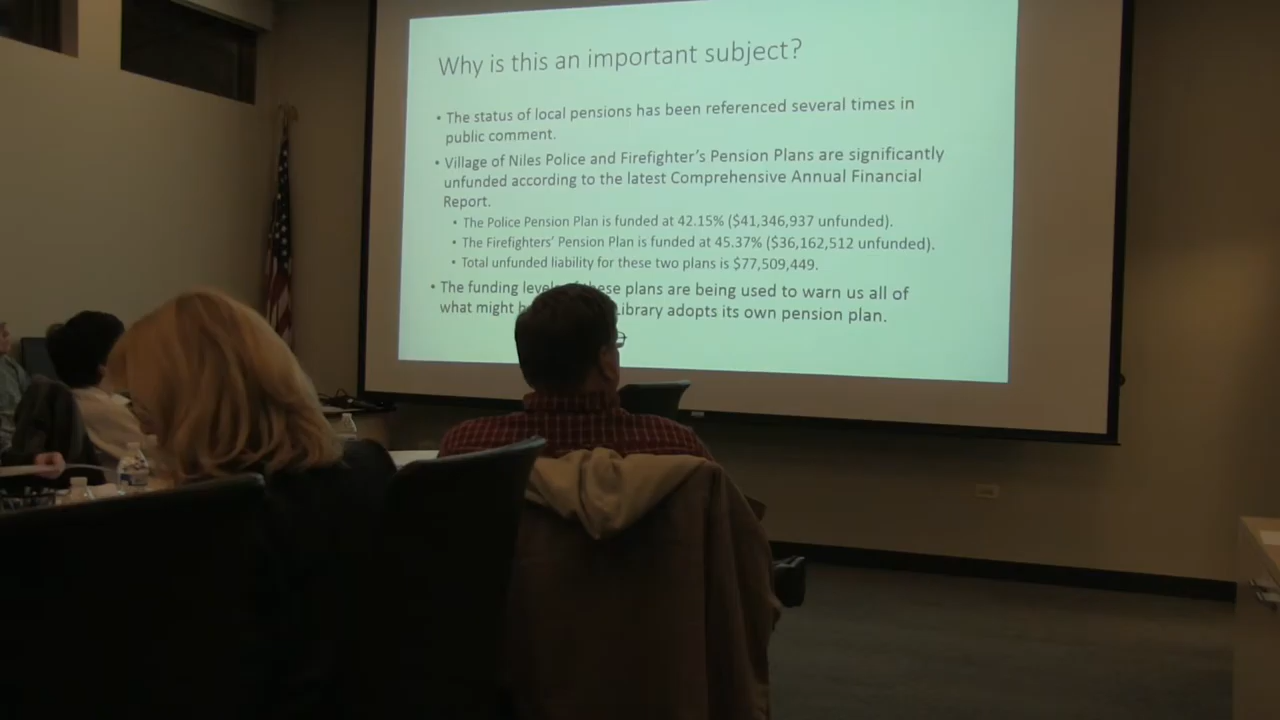 Why is this an important subject?
• The status of local pensions has been referenced several times in
public comment.
• Village of Niles Police and Firefighter's Pension Plans are significantly
unfunded according to the latest Comprehensive Annual Financial
Report.
• The Police Pension Plan is funded at 42.15% ($41,346,937 unfunded).
• The Firefighters' Pension Plan is funded at 45.37% ($36,162,512 unfunded).
• Total unfunded liability for these two plans is $77,509,449.
• The funding these plans are being used to warn us all of
what might Library adopts its own pension plan.